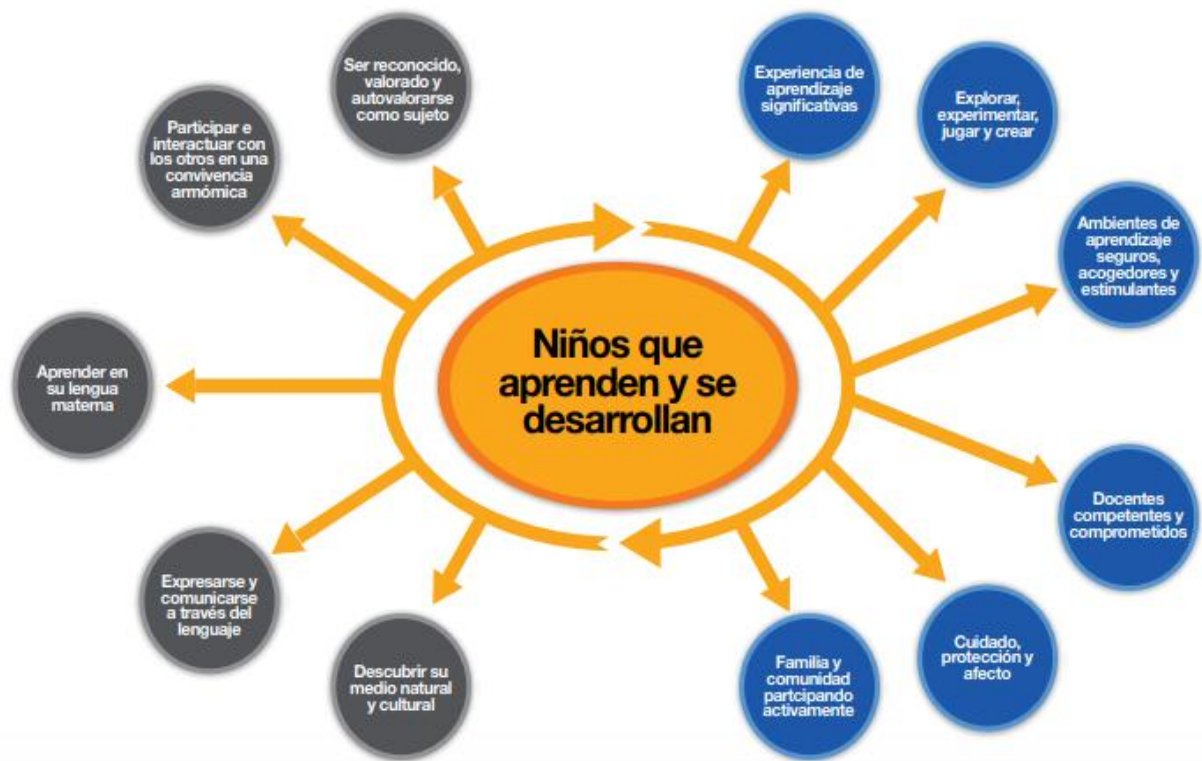 Ser reconocido,
valorado y
autovalorarse
como sujeto
Experiencia de
aprendizaje
significativas
Explorar,
experimentar,
jugar y crear
Participar e
interactuar con
los otros en una
convivencia
armómica
Ambientes de
aprendizaje
seguros,
acogedores y
estimulantes
Niños que
aprenden y se
desarrollan
Aprender en
su lengua
materna
Docentes
competentes y
comprometidos
Expresarse y
comunicarse
a través del
lenguaje
Cuidado,
protección y
afecto
Descubrir su
medio natural
y cultural
Familia y
comunidad
partcipando
activamente